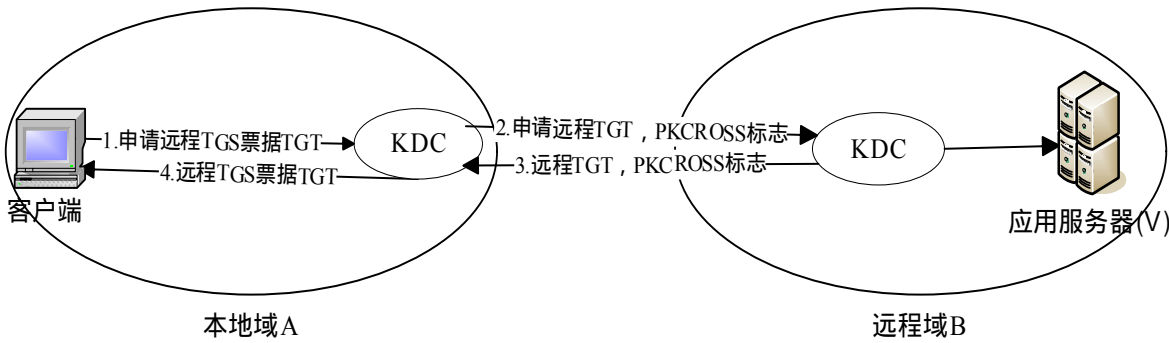 1.申请远程TGS票据TGT
4.远程TGS票据TGT
KDC
2.申请远程TGT，PKCROSS标志
3.远程TGT，PKCROSS标志
KDC
客户端
应用服务器(V)
本地域A
远程域B